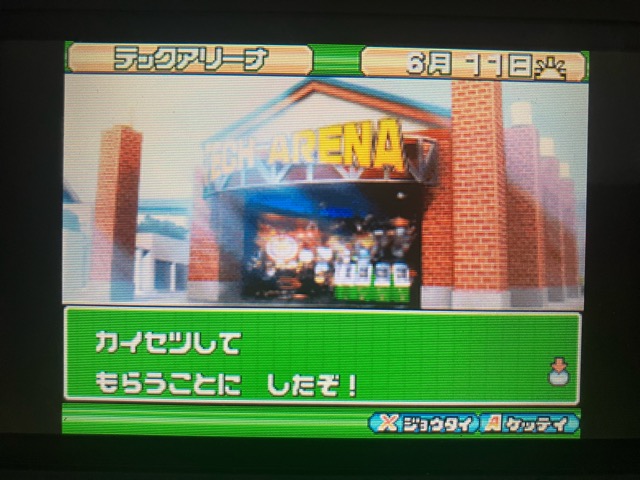 テックアリーナ
6月 11日
TECH ARENA
カイセツして
もらうことに したぞ!
X ジョウタイ A ケッテイ